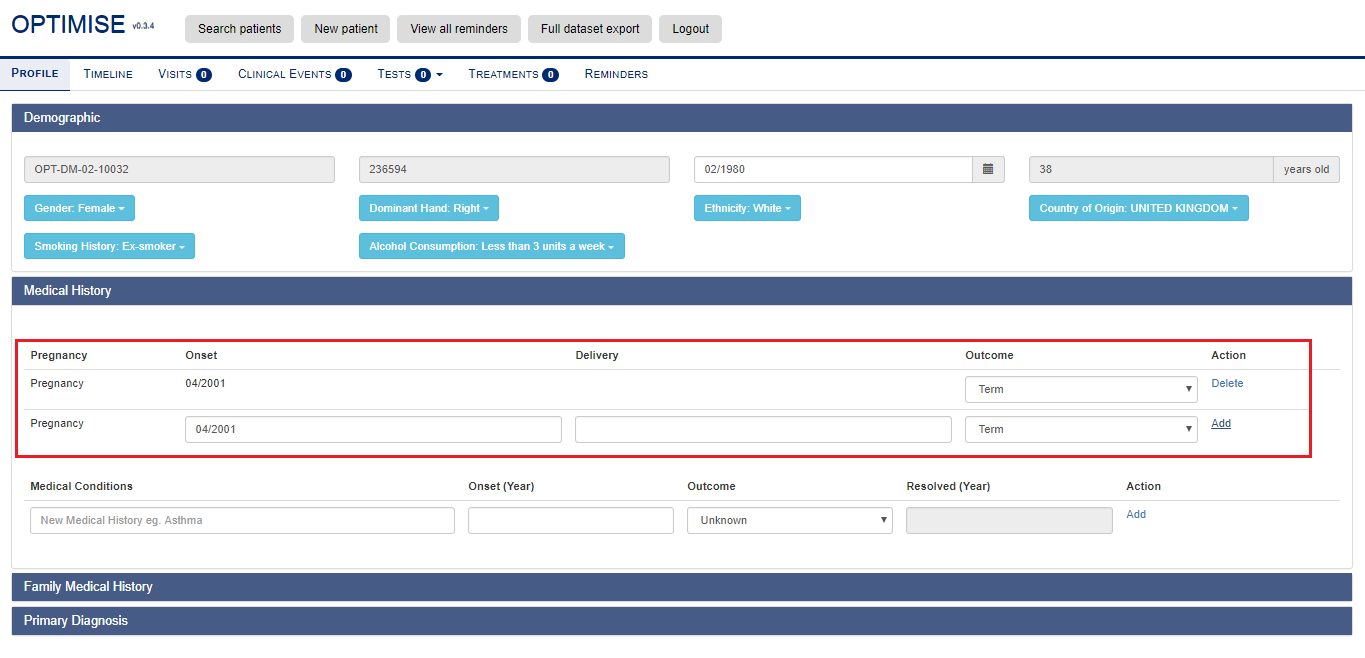 OPTIMISE v0.3.4 Search patients New patient View all reminders Full dataset export Logout
PROFILE TIMELINE VISITS 0 CLINICAL EVENTS 0 TESTS 0 TREATMENTS 0 REMINDERS
Demographic
OPT-DM-02-10032 236594 02/1980 38 years old
Gender: Female Dominant Hand: Right Ethnicity: White Country of Origin: UNITED KINGDOM
Smoking History: Ex-smoker Alcohol Consumption: Less than 3 units a week
Medical History
Pregnancy Onset Delivery Outcome Action
Pregnancy 04/2001 Term Delete
Pregnancy 04/2001 Term Add
Medical Conditions Onset (Year) Outcome Resolved (Year) Action
New Medical History eg. Asthma Unknown Add
Family Medical History
Primary Diagnosis